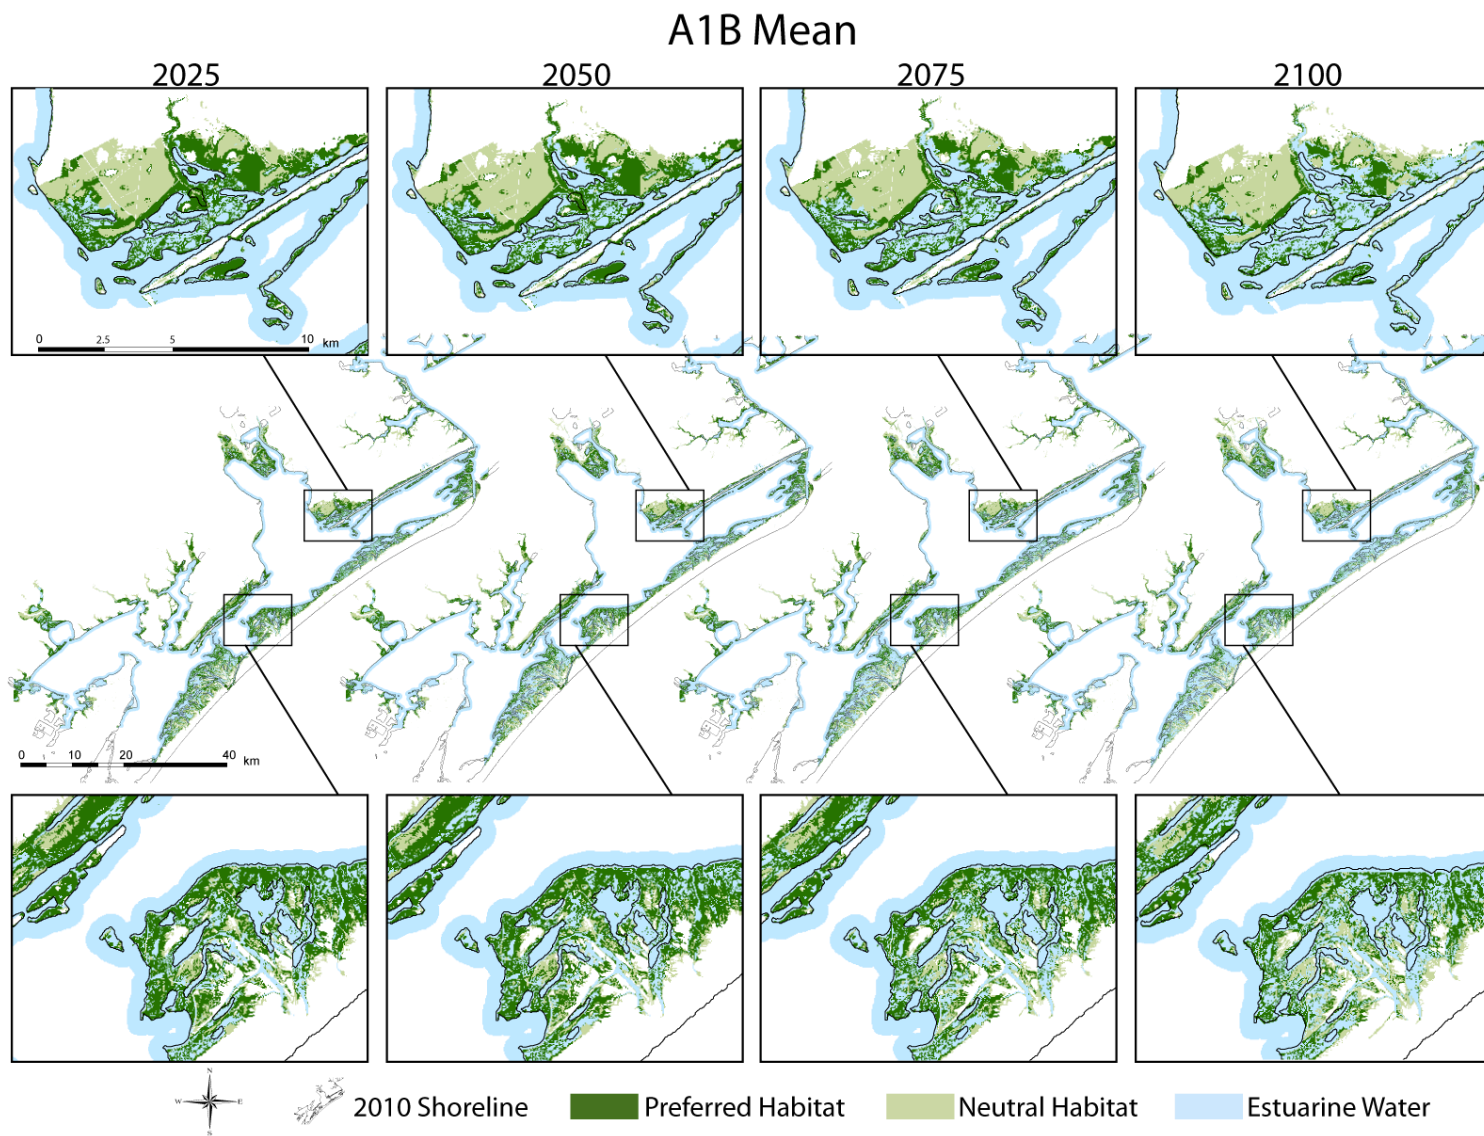 A1B Mean
2025 2050 2075 2100
0 2.5 5 10 km
0 10 20 40 km
N
W E
S
2010 Shoreline Preferred Habitat Neutral Habitat Estuarine Water